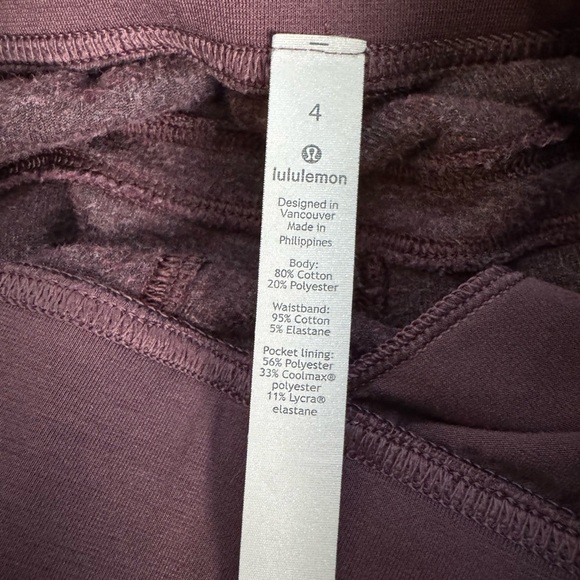 4
lululemon
Designed in
Vancouver
Made in
Philippines
Body:
80% Cotton
20% Polyester
Waistband:
95% Cotton
5% Elastane
Pocket lining:
56% Polyester
33% Coolmax®
polyester
11% Lycra®
elastane